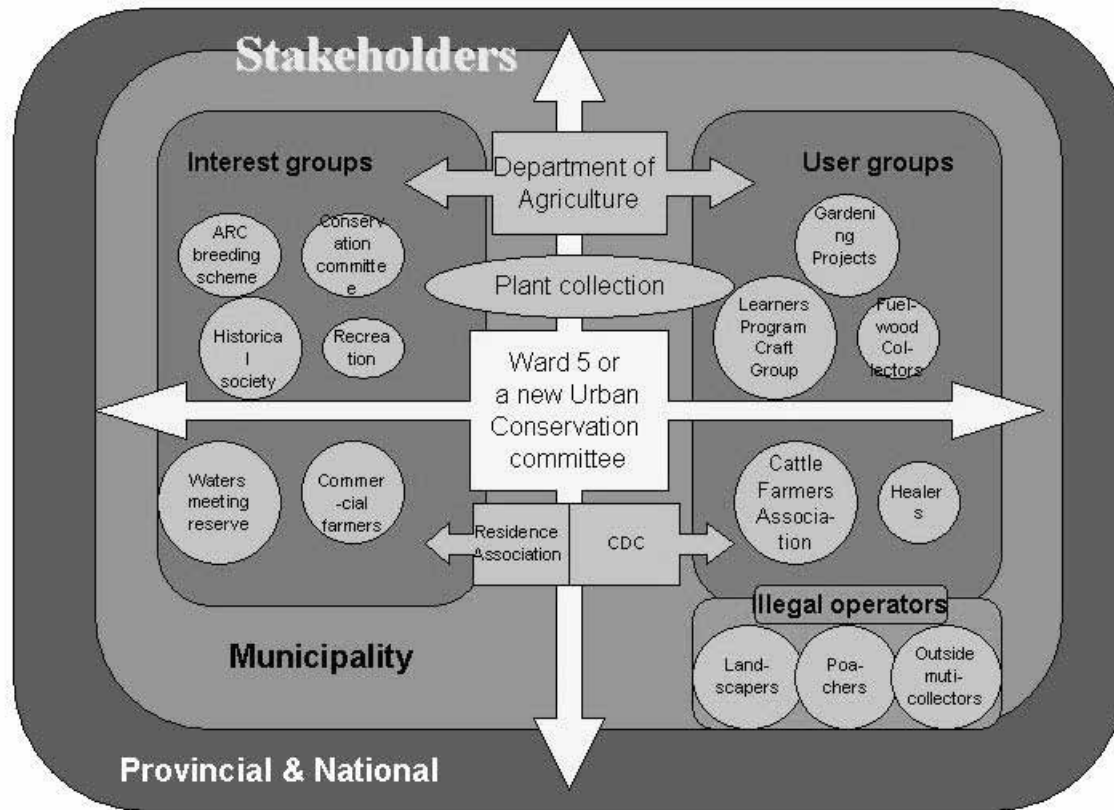 Stakeholders
Interest groups
Department of
Agriculture
User groups
ARC
breeding
scheme
Conserv
ation
committe
e
Gardeni
ng
Projects
Plant collection
Historical
l
society
Recrea
tion
Learners
Program
Craft
Group
Fuel-
wood
Col-
lectors
Ward 5 or
a new Urban
Conservation
committee
Waters
meeting
reserve
Commer
-cial
farmers
Cattle
Farmers
Associa-
tion
Healer
s
Residence
Association
CDC
Illegal operators
Municipality
Land-
scapers
Poa-
chers
Outside
muti-
collectors
Provincial & National